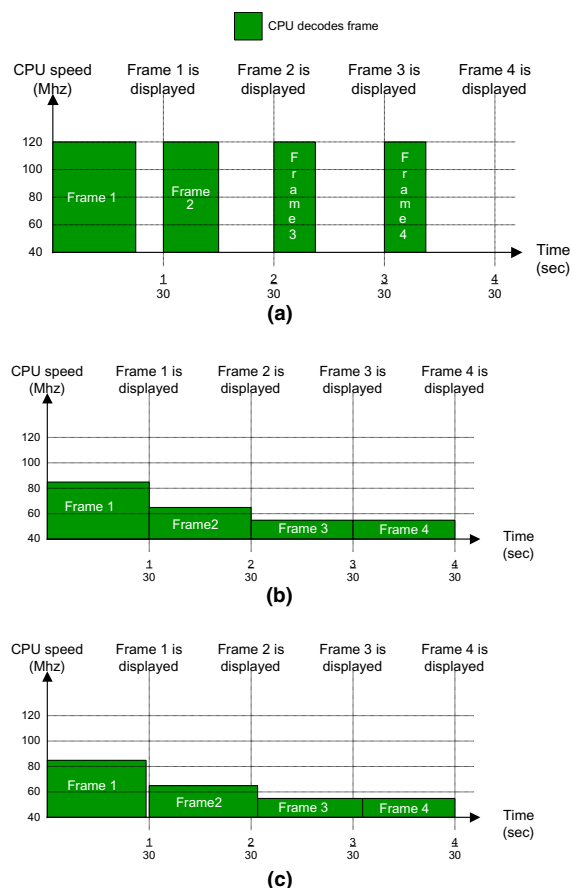 CPU decodes frame
CPU speed (Mhz)
Frame 1 is displayed
Frame 2 is displayed
Frame 3 is displayed
Frame 4 is displayed
120
100
80
60
40
Frame 1
Frame 2
Frame3
Frame4
Time (sec)
1/30
2/30
3/30
4/30
(a)
CPU speed (Mhz)
Frame 1 is displayed
Frame 2 is displayed
Frame 3 is displayed
Frame 4 is displayed
120
100
80
60
40
Frame 1
Frame2
Frame 3
Frame 4
Time (sec)
1/30
2/30
3/30
4/30
(b)
CPU speed (Mhz)
Frame 1 is displayed
Frame 2 is displayed
Frame 3 is displayed
Frame 4 is displayed
120
100
80
60
40
Frame 1
Frame2
Frame 3
Frame 4
Time (sec)
1/30
2/30
3/30
4/30
(c)